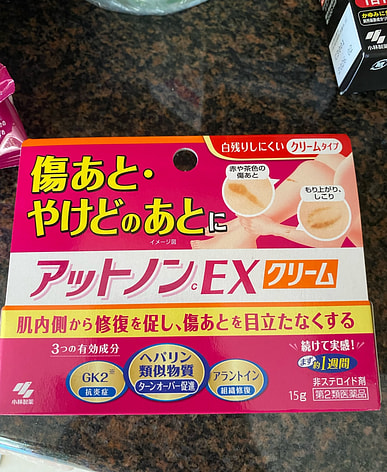 白残りしにくい クリームタイプ
傷あと・
やけどのあとに
イメージ図
赤や茶色の
傷あと
もり上がり、
しこり
アットノンEX クリーム
c
肌内側から修復を促し、傷あとを目立たなくする
3つの有効成分
GK2※
抗炎症
ヘパリン
類似物質
ターンオーバー促進
アラントイン
組織修復
続けて実感!
まず約1週間
非ステロイド剤
15g 第2類医薬品
小林製薬
小林製薬